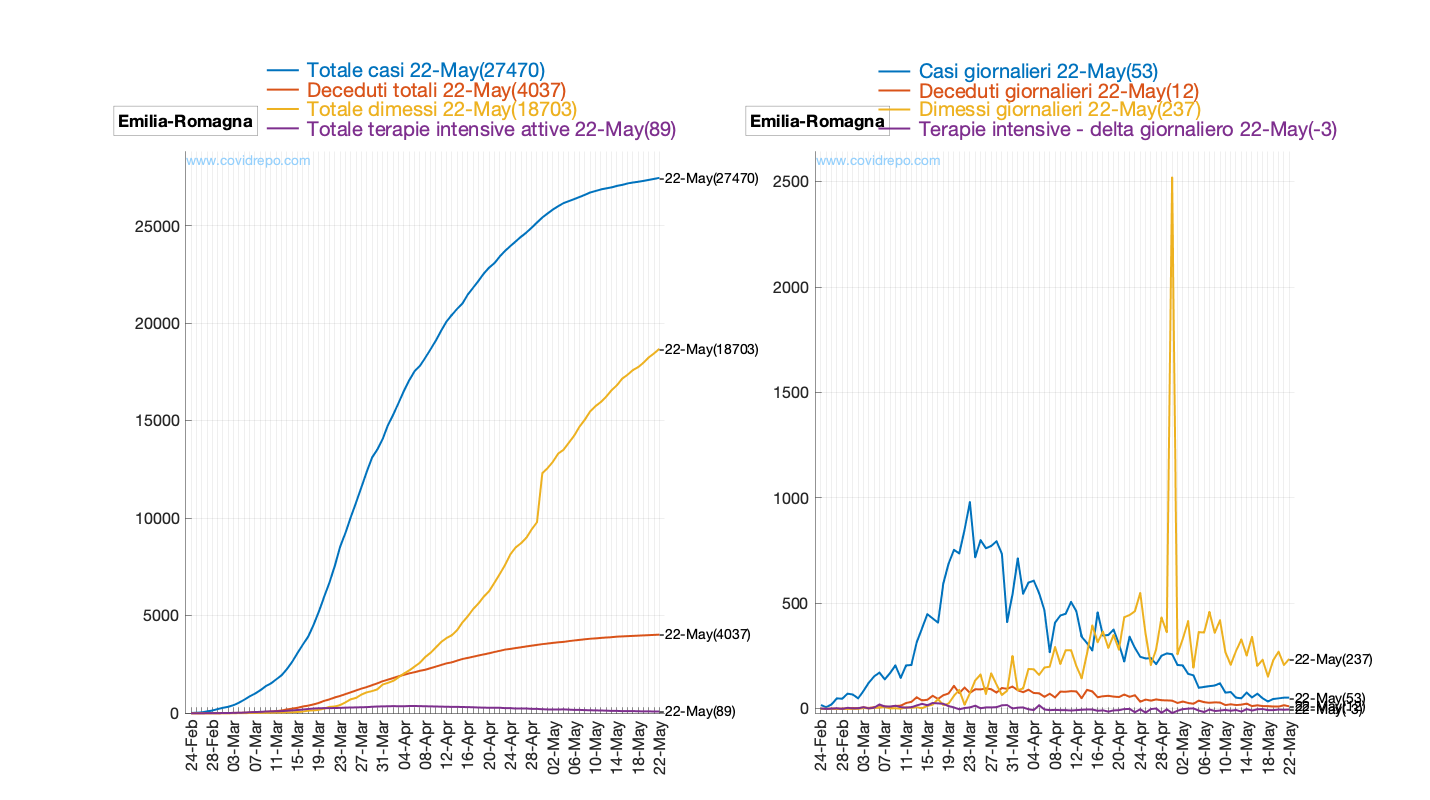 Totale casi 22-May(27470)
Deceduti totali 22-May(4037)
Totale dimessi 22-May(18703)
Totale terapie intensive attive 22-May(89)
Emilia-Romagna
www.covidrepo.com
25000
20000
15000
10000
5000
0
22-May(27470)
22-May(18703)
22-May(4037)
22-May(89)
24-Feb
28-Feb
03-Mar
07-Mar
11-Mar
15-Mar
19-Mar
23-Mar
27-Mar
31-Mar
04-Apr
08-Apr
12-Apr
16-Apr
20-Apr
24-Apr
28-Apr
02-May
06-May
10-May
14-May
18-May
22-May
Casi giornalieri 22-May(53)
Deceduti giornalieri 22-May(12)
Dimessi giornalieri 22-May(237)
Terapie intensive - delta giornaliero 22-May(-3)
Emilia-Romagna
www.covidrepo.com
2500
2000
1500
1000
500
0
22-May(237)
22-May(53)
22-May(12)
22-May(-3)
24-Feb
28-Feb
03-Mar
07-Mar
11-Mar
15-Mar
19-Mar
23-Mar
27-Mar
31-Mar
04-Apr
08-Apr
12-Apr
16-Apr
20-Apr
24-Apr
28-Apr
02-May
06-May
10-May
14-May
18-May
22-May